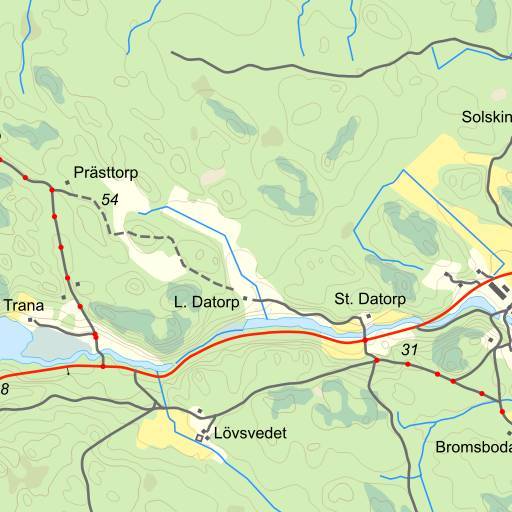 Solskin
Prästtorp
54
Trana
L. Datorp
St. Datorp
31
8
Lövsvedet
Bromsboda